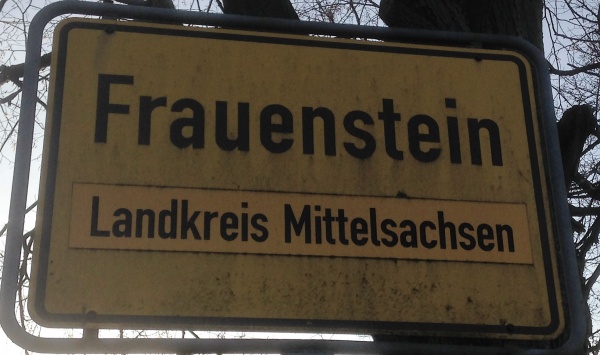 Frauenstein
Landkreis Mittelsachsen